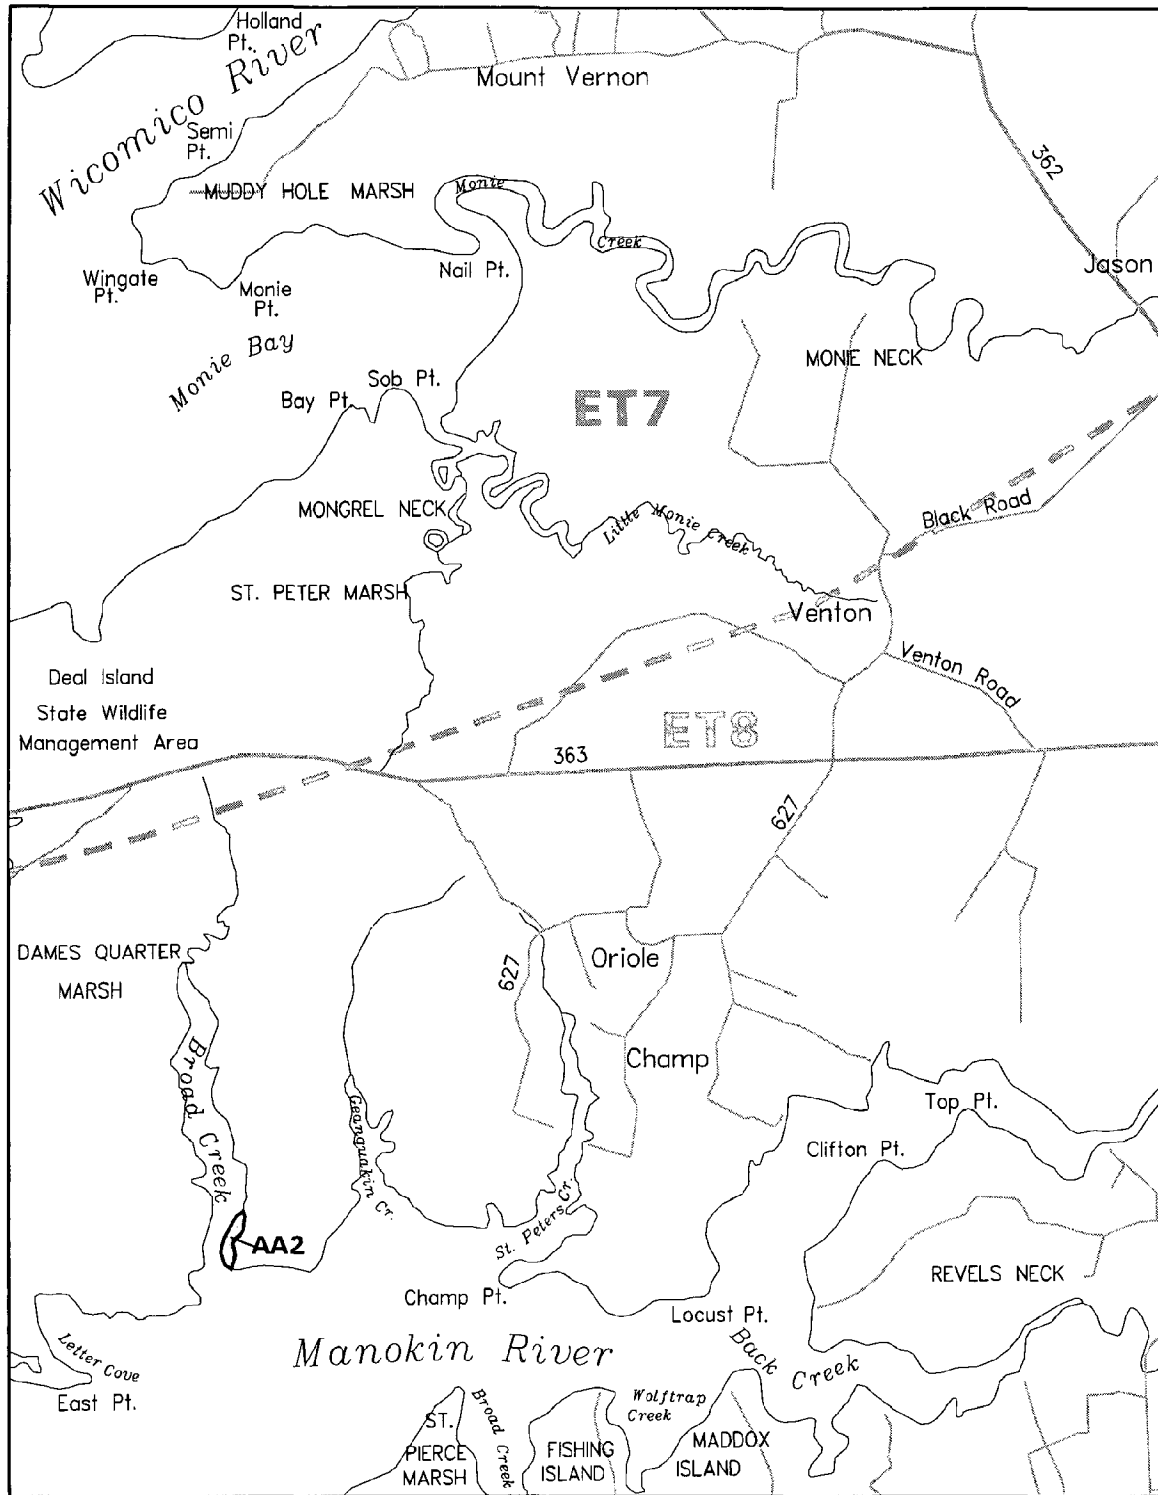 Holland
Pt.
Wicomico River
Mount Vernon
Semi
Pt.
362
MUDDY HOLE MARSH
Monie
Creek
Jason
Nail Pt.
Wingate
Pt.
Monie
Pt.
Monie Bay
MONIE NECK
Sob Pt.
Bay Pt.
ET7
MONGREL NECK
Black Road
Little Monie Creek
ST. PETER MARSH
Venton
Venton Road
Deal Island
State Wildlife
Management Area
ET8
363
627
DAMES QUARTER
MARSH
627
Oriole
Champ
Broad Creek
Geanquakin Cr.
Top Pt.
Clifton Pt.
St. Peters Cr.
AA2
REVELS NECK
Champ Pt.
Locust Pt.
Manokin River
Back Creek
Letter Cove
East Pt.
ST.
PIERCE
MARSH
Broad Creek
FISHING
ISLAND
Wolftrap
Creek
MADDOX
ISLAND